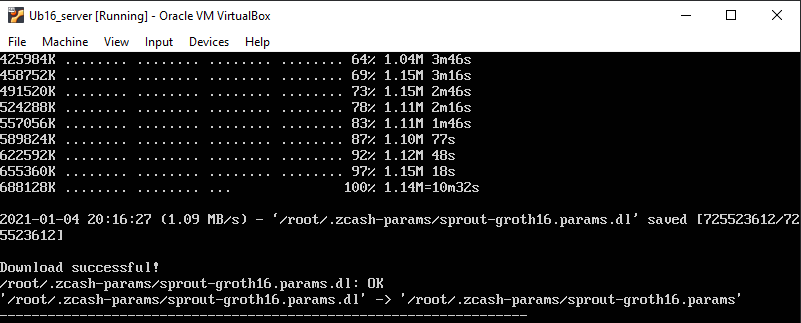 Ub16_server [Running] - Oracle VM VirtualBox
File Machine View Input Devices Help
425984K ........ ........ ........ ........ 64% 1.04M 3m46s
458752K ........ ........ ........ ........ 69% 1.15M 3m16s
491520K ........ ........ ........ ........ 73% 1.15M 2m46s
524288K ........ ........ ........ ........ 78% 1.11M 2m16s
557056K ........ ........ ........ ........ 83% 1.11M 1m46s
589824K ........ ........ ........ ........ 87% 1.10M 77s
622592K ........ ........ ........ ........ 92% 1.12M 48s
655360K ........ ........ ........ ........ 97% 1.15M 18s
688128K ........ ........ ... 100% 1.14M=10m32s
2021-01-04 20:16:27 (1.09 MB/s) - ‘/root/.zcash-params/sprout-groth16.params.dl’ saved [725523612/72
5523612]
Download successful!
/root/.zcash-params/sprout-groth16.params.dl: OK
'/root/.zcash-params/sprout-groth16.params.dl' -> '/root/.zcash-params/sprout-groth16.params'
------------------------------------------------------------------